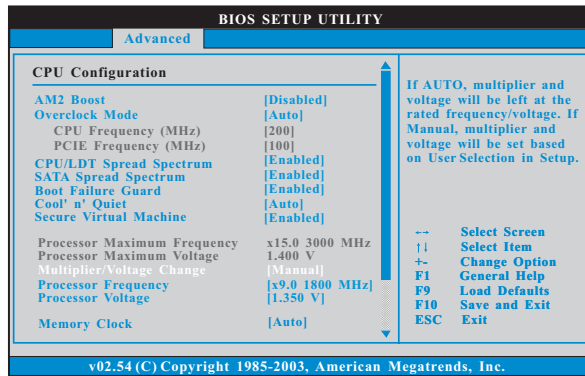 BIOS SETUP UTILITY
Advanced
CPU Configuration
AM2 Boost [Disabled]
Overclock Mode [Auto]
CPU Frequency (MHz) [200]
PCIE Frequency (MHz) [100]
CPU/LDT Spread Spectrum [Enabled]
SATA Spread Spectrum [Enabled]
Boot Failure Guard [Enabled]
Cool' n' Quiet [Auto]
Secure Virtual Machine [Enabled]
Processor Maximum Frequency x15.0 3000 MHz
Processor Maximum Voltage 1.400 V
Multiplier/Voltage Change [Manual]
Processor Frequency [x9.0 1800 MHz]
Processor Voltage [1.350 V]
Memory Clock [Auto]
If AUTO, multiplier and
voltage will be left at the
rated frequency/voltage. If
Manual, multiplier and
voltage will be set based
on User Selection in Setup.
←→ Select Screen
↑↓ Select Item
+- Change Option
F1 General Help
F9 Load Defaults
F10 Save and Exit
ESC Exit
v02.54 (C) Copyright 1985-2003, American Megatrends, Inc.